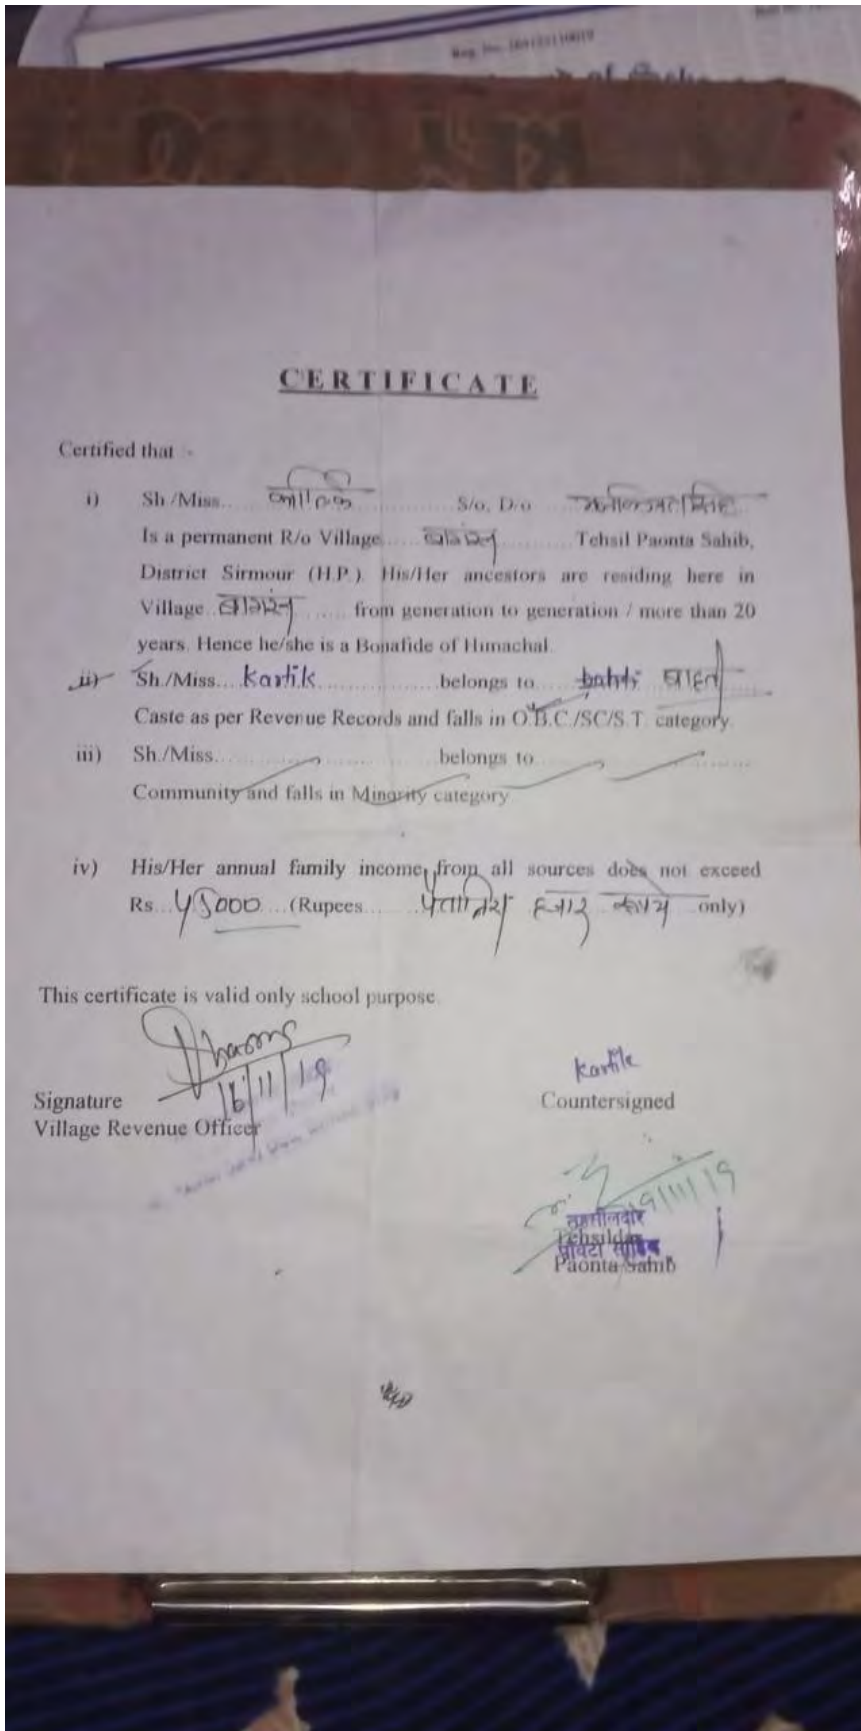 CERTIFICATE
Certified that :-
i) Sh./Miss.... कार्तिक ............ S/o, D/o
Is a permanent R/o Village..... बागरन ............ Tehsil Paonta Sahib,
District Sirmour (H.P.). His/Her ancestors are residing here in
Village.. बागरन ...... from generation to generation / more than 20
years. Hence he/she is a Bonafide of Himachal.
ii) Sh./Miss... Kartik ............ belongs to..... bahti बाहती
Caste as per Revenue Records and falls in O.B.C./SC/S.T. category.
iii) Sh./Miss............ belongs to............
Community and falls in Minority category
iv) His/Her annual family income, from all sources does not exceed
Rs... 45000 ....(Rupees.... पैंतालिस हजार रूपये only)
This certificate is valid only school purpose.
16/11/19
Kartik
Signature Countersigned
Village Revenue Officer
19/11/19
तहसीलदार
Tehsildar
पांवटा साहिब
Paonta Sahib